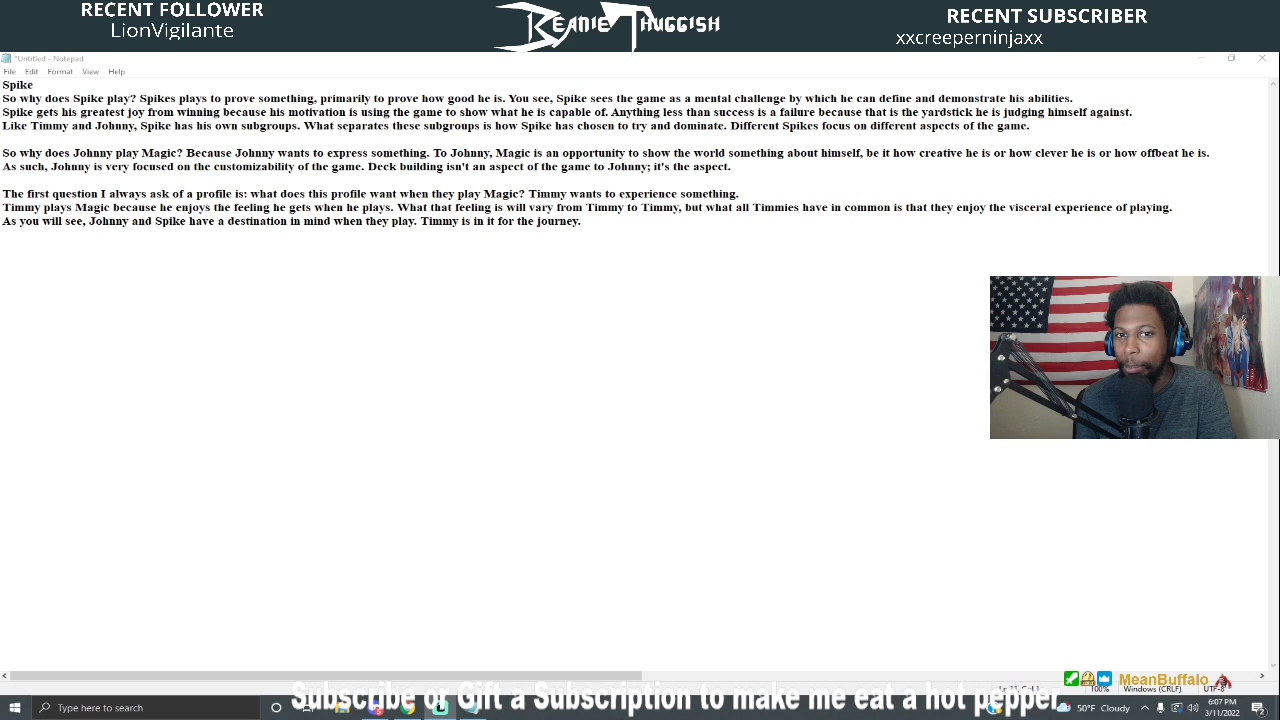 RECENT FOLLOWER
LionVigilante
BEANIE THUGGISH
RECENT SUBSCRIBER
xxcreeperninjaxx
*Untitled - Notepad
File Edit Format View Help
Spike
So why does Spike play? Spikes plays to prove something, primarily to prove how good he is. You see, Spike sees the game as a mental challenge by which he can define and demonstrate his abilities.
Spike gets his greatest joy from winning because his motivation is using the game to show what he is capable of. Anything less than success is a failure because that is the yardstick he is judging himself against.
Like Timmy and Johnny, Spike has his own subgroups. What separates these subgroups is how Spike has chosen to try and dominate. Different Spikes focus on different aspects of the game.
So why does Johnny play Magic? Because Johnny wants to express something. To Johnny, Magic is an opportunity to show the world something about himself, be it how creative he is or how clever he is or how offbeat he is.
As such, Johnny is very focused on the customizability of the game. Deck building isn't an aspect of the game to Johnny; it's the aspect.
The first question I always ask of a profile is: what does this profile want when they play Magic? Timmy wants to experience something.
Timmy plays Magic because he enjoys the feeling he gets when he plays. What that feeling is will vary from Timmy to Timmy, but what all Timmies have in common is that they enjoy the visceral experience of playing.
As you will see, Johnny and Spike have a destination in mind when they play. Timmy is in it for the journey.
MeanBuffalo
100% Windows (CRLF) UTF-8
Subscribe or Gift a Subscription to make me eat a hot pepper
Type here to search
50°F Cloudy
6:07 PM
3/11/2022